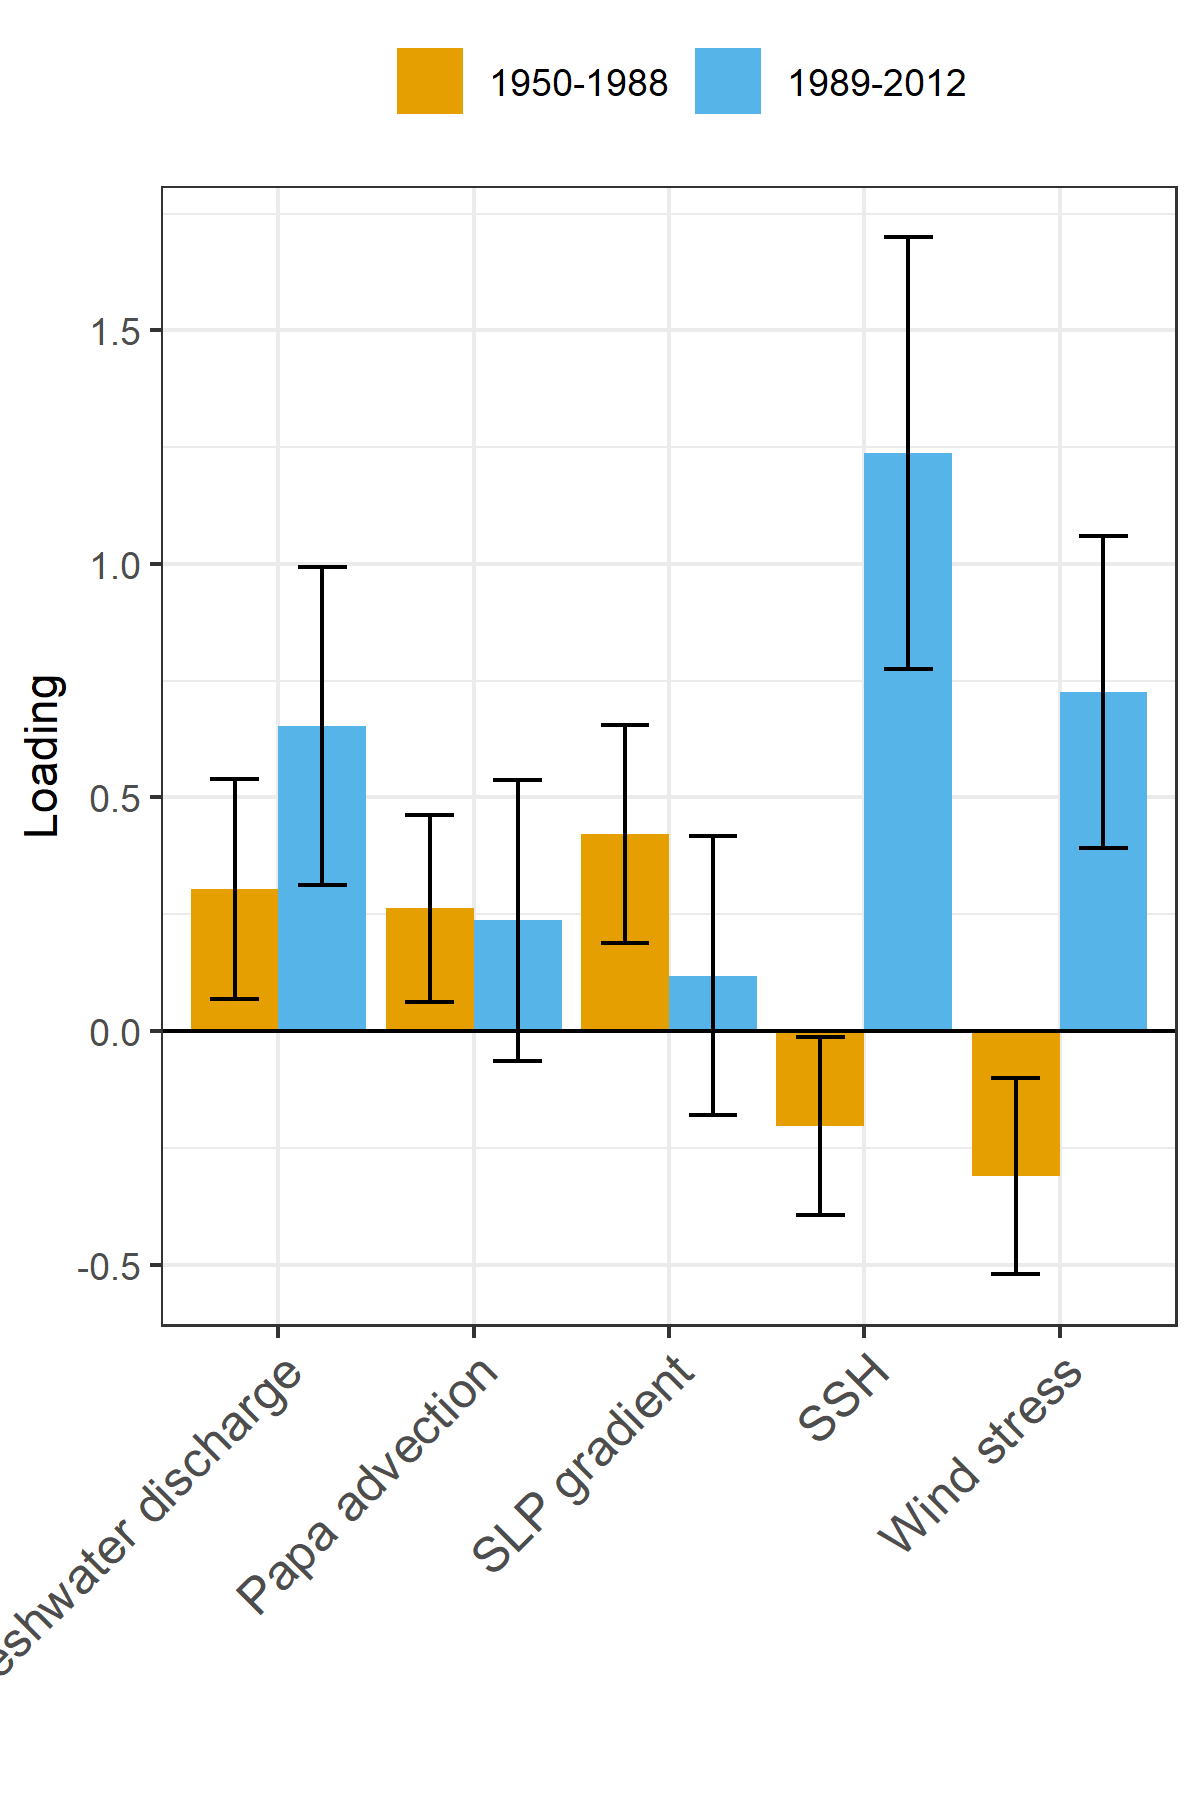 1950-1988 1989-2012
Loading
1.5
1.0
0.5
0.0
-0.5
eshwater discharge
Papa advection
SLP gradient
SSH
Wind stress